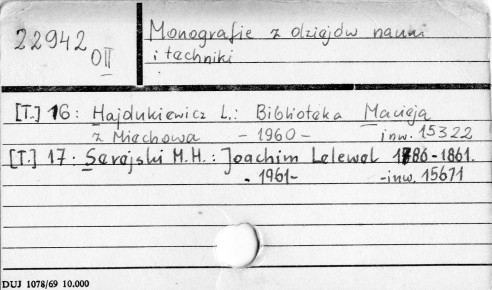 22942
OII
Monografie z dziejów nauki
i techniki
[T.] 16: Hajdukiewicz L.: Biblioteka Macieja
z Miechowa - 1960 - inw. 15322
[T.] 17: Serejski M.H.: Joachim Lelewel 1786-1861.
- 1961 - -inw. 15671
DUJ 1078/69 10.000